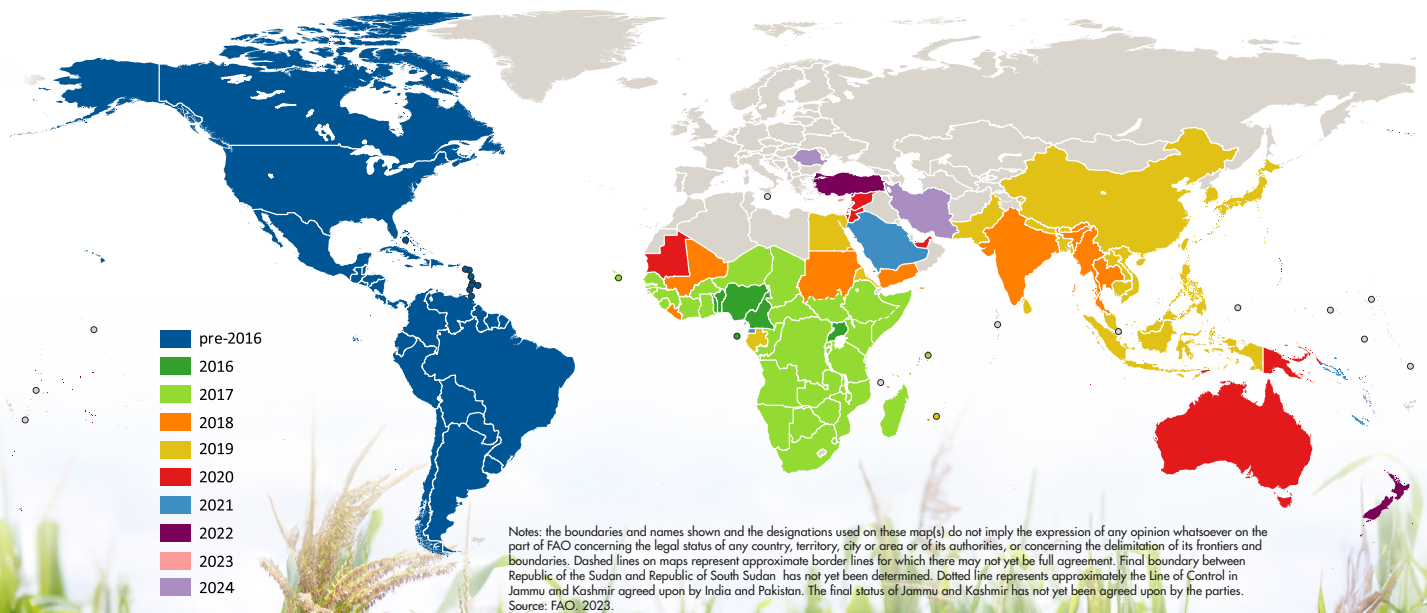 pre-2016
2016
2017
2018
2019
2020
2021
2022
2023
2024
Notes: the boundaries and names shown and the designations used on these map(s) do not imply the expression of any opinion whatsoever on the
part of FAO concerning the legal status of any country, territory, city or area or of its authorities, or concerning the delimitation of its frontiers and
boundaries. Dashed lines on maps represent approximate border lines for which there may not yet be full agreement. Final boundary between
Republic of the Sudan and Republic of South Sudan has not yet been determined. Dotted line represents approximately the Line of Control in
Jammu and Kashmir agreed upon by India and Pakistan. The final status of Jammu and Kashmir has not yet been agreed upon by the parties.
Source: FAO. 2023.